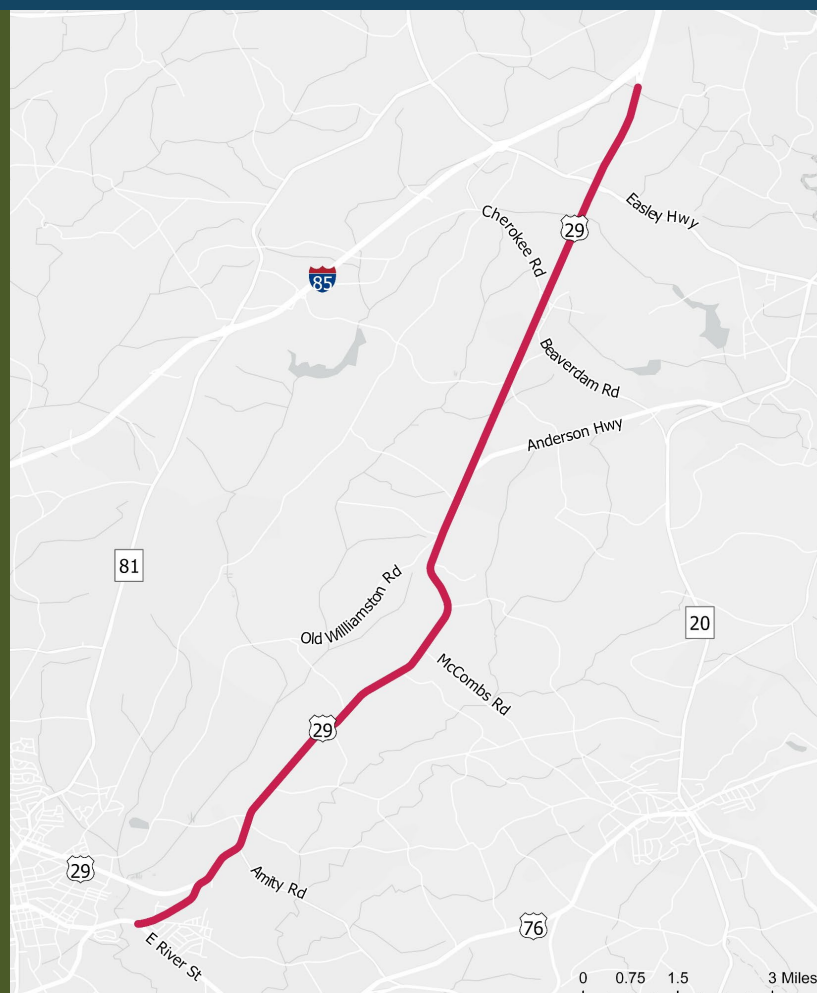 Easley Hwy
Cherokee Rd
29
85
Beaverdam Rd
Anderson Hwy
81
Old Williamston Rd
20
McCombs Rd
29
29
Amity Rd
76
E River St
0 0.75 1.5 3 Miles